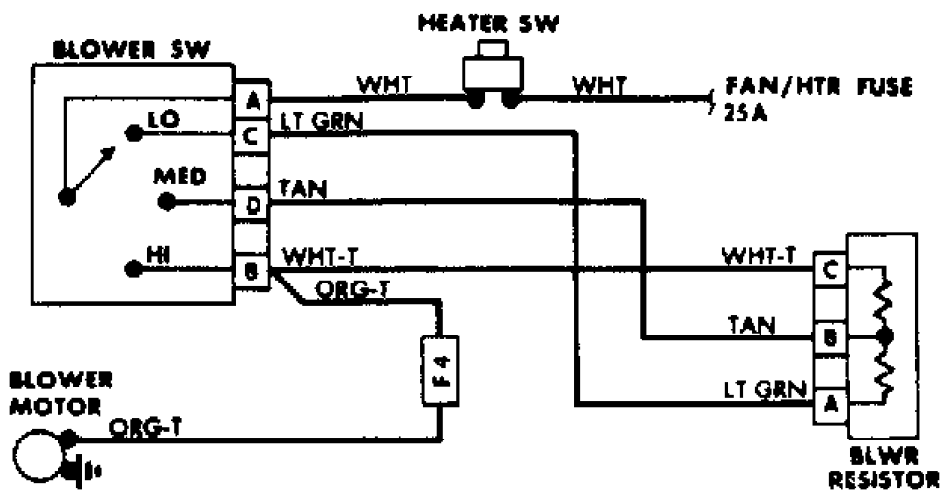 HEATER SW
BLOWER SW
WHT
WHT
FAN/HTR FUSE
25A
A
LO
LT GRN
C
MED
TAN
D
HI
WHT-T
B
ORG-T
WHT-T
C
TAN
B
LT GRN
A
F4
BLOWER
MOTOR
ORG-T
BLWR
RESISTOR